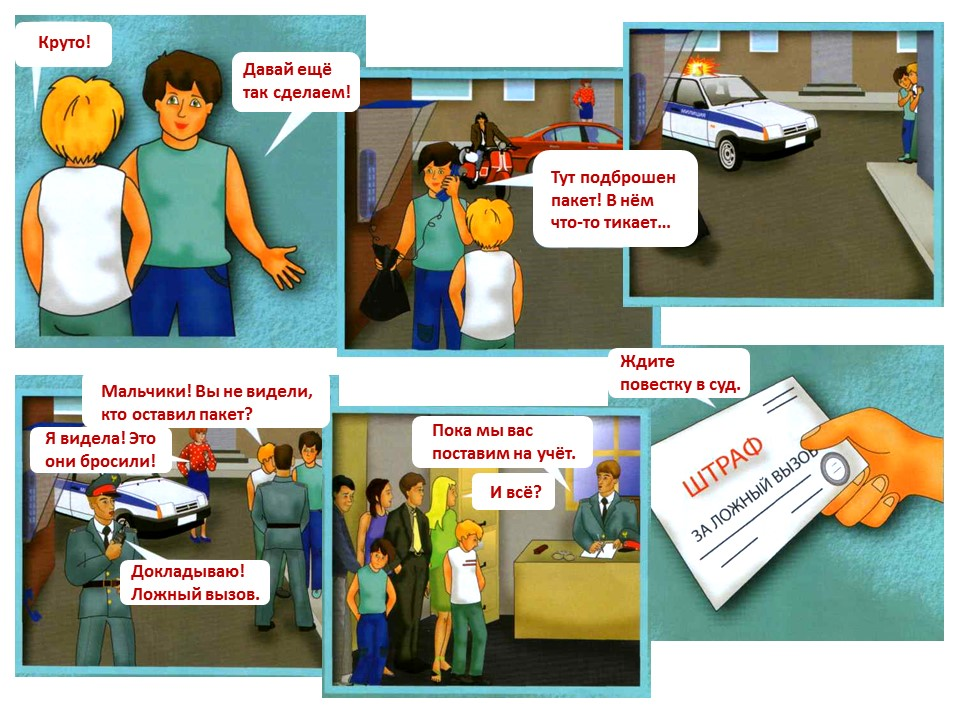 Круто!
Давай ещё
так сделаем!
Тут подброшен
пакет! В нём
что-то тикает...
МИЛИЦИЯ
Мальчики! Вы не видели,
кто оставил пакет?
Я видела! Это
они бросили!
Докладываю!
Ложный вызов.
Пока мы вас
поставим на учёт.
И всё?
Ждите
повестку в суд.
ШТРАФ
ЗА ЛОЖНЫЙ ВЫЗОВ